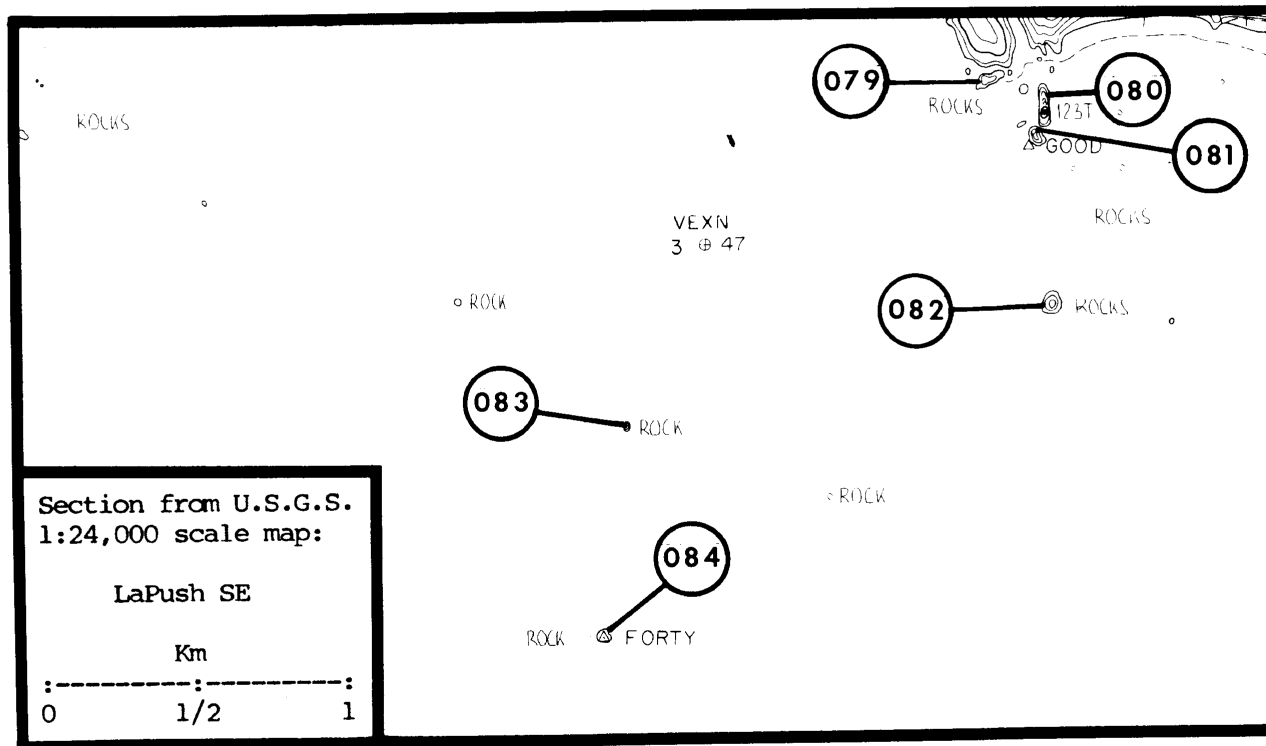 079
ROCKS
080
123T
ROCKS
081
GOOD
ROCKS
VEXN
3 ⊕ 47
ROCK
082
ROCKS
083
ROCK
ROCK
084
ROCK
FORTY
Section from U.S.G.S.
1:24,000 scale map:
LaPush SE
Km
0 1/2 1